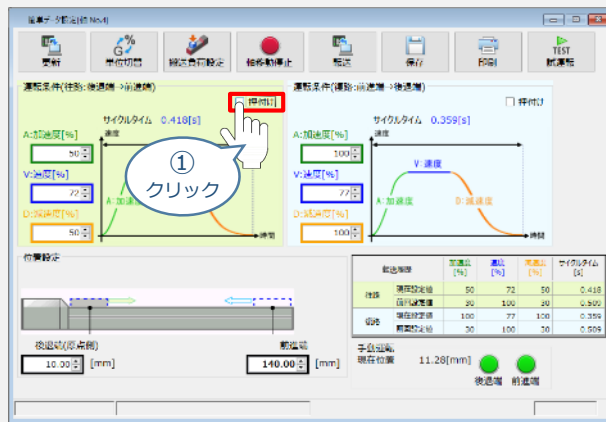 簡単データ設定[軸 No.4]
更新
単位切替
搬送負荷設定
軸移動停止
転送
保存
印刷
TEST
試運転
運転条件(往路:後退端→前進端)
押付け
サイクルタイム 0.418[s]
A:加速度[%]
50
V:速度[%]
72
D:減速度[%]
50
速度
A:加速度
時間
①
クリック
運転条件(復路:前進端→後退端)
押付け
サイクルタイム 0.359[s]
A:加速度[%]
100
V:速度[%]
77
D:減速度[%]
100
速度
V:速度
A:加速度
D:減速度
時間
位置設定
後退端(原点側)
10.00 [mm]
前進端
140.00 [mm]
転送履歴 加速度[%] 速度[%] 減速度[%] サイクルタイム[s]
往路 現在設定値 50 72 50 0.418
前回設定値 30 100 30 0.509
復路 現在設定値 100 77 100 0.359
前回設定値 30 100 30 0.509
手動運転
現在位置 11.28[mm]
後退端 前進端